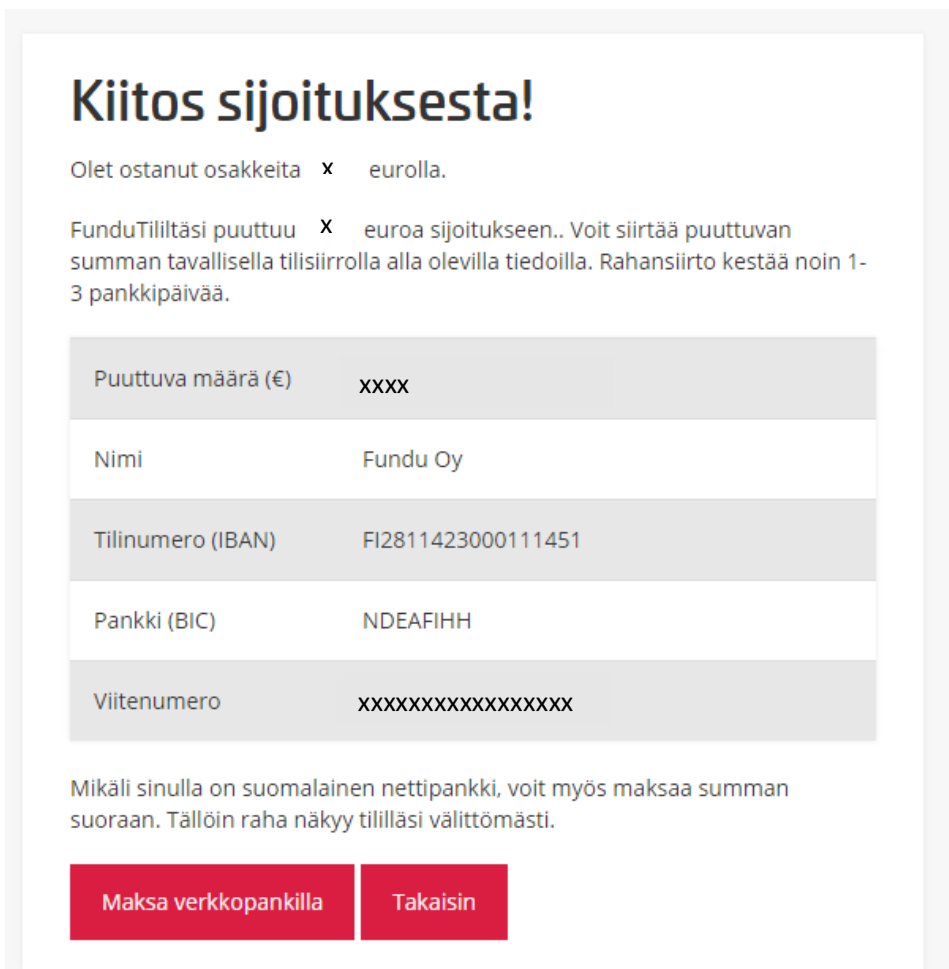 Kiitos sijoituksesta!
Olet ostanut osakkeita x eurolla.
FunduTililtäsi puuttuu x euroa sijoitukseen.. Voit siirtää puuttuvan
summan tavallisella tilisiirrolla alla olevilla tiedoilla. Rahansiirto kestää noin 1-
3 pankkipäivää.
Puuttuva määrä (€) xxxx
Nimi Fundu Oy
Tilinumero (IBAN) FI2811423000111451
Pankki (BIC) NDEAFIHH
Viitenumero xxxxxxxxxxxxxxxxx
Mikäli sinulla on suomalainen nettipankki, voit myös maksaa summan
suoraan. Tällöin raha näkyy tililläsi välittömästi.
Maksa verkkopankilla Takaisin